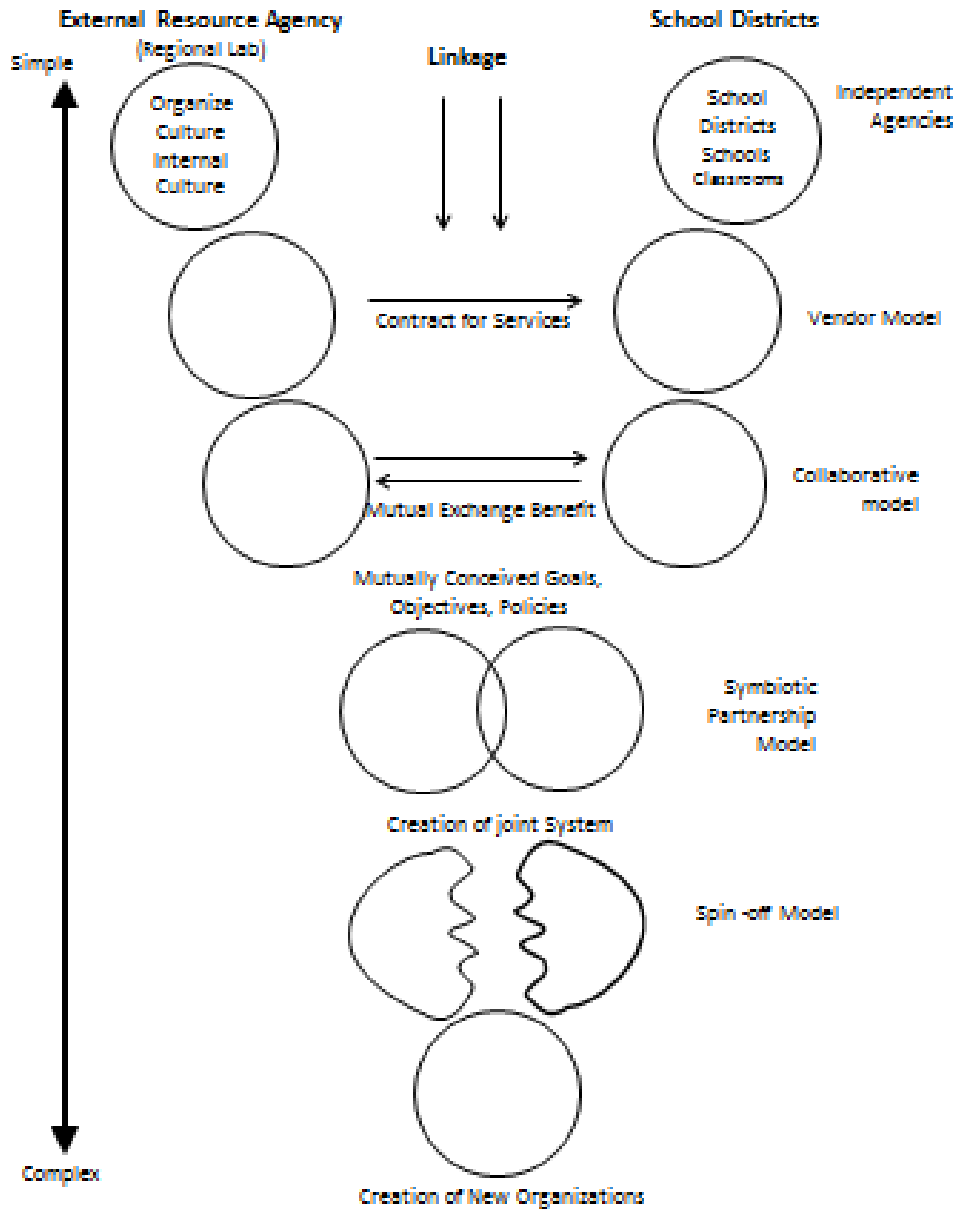 External Resource Agency
(Regional Lab)
School Districts
Simple
Linkage
Organize
Culture
Internal
Culture
School
Districts
Schools
Classrooms
Independent
Agencies
Contract for Services
Vendor Model
Mutual Exchange Benefit
Collaborative
model
Mutually Conceived Goals,
Objectives, Policies
Symbiotic
Partnership
Model
Creation of joint System
Spin -off Model
Complex
Creation of New Organizations